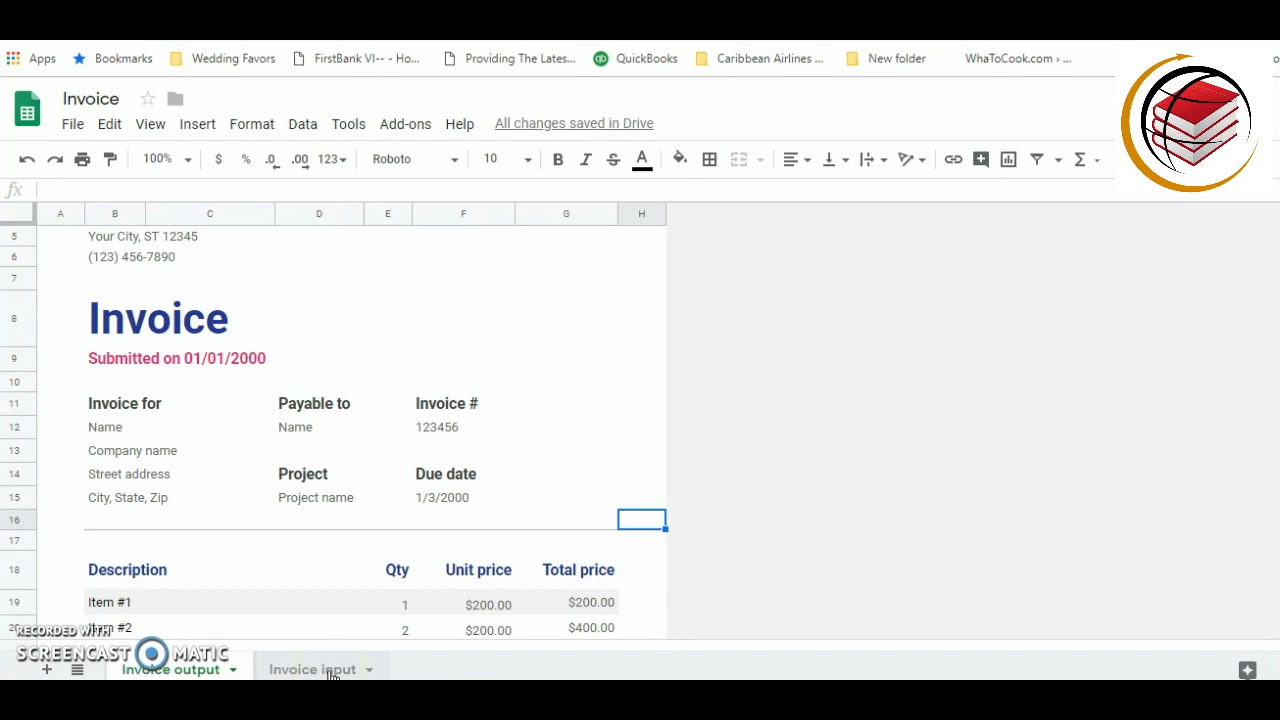 Apps Bookmarks Wedding Favors FirstBank VI-- - Ho... Providing The Lates... QuickBooks Caribbean Airlines ... New folder WhaToCook.com › ...
Invoice
File Edit View Insert Format Data Tools Add-ons Help All changes saved in Drive
100% $ % .0 .00 123 Roboto 10 B I S A Σ
fx
A B C D E F G H
5 Your City, ST 12345
6 (123) 456-7890
7
8 Invoice
9 Submitted on 01/01/2000
10
11 Invoice for Payable to Invoice #
12 Name Name 123456
13 Company name
14 Street address Project Due date
15 City, State, Zip Project name 1/3/2000
16
17
18 Description Qty Unit price Total price
19 Item #1 1 $200.00 $200.00
20 Item #2 2 $200.00 $400.00
RECORDED WITH
SCREENCAST MATIC
Invoice output Invoice input